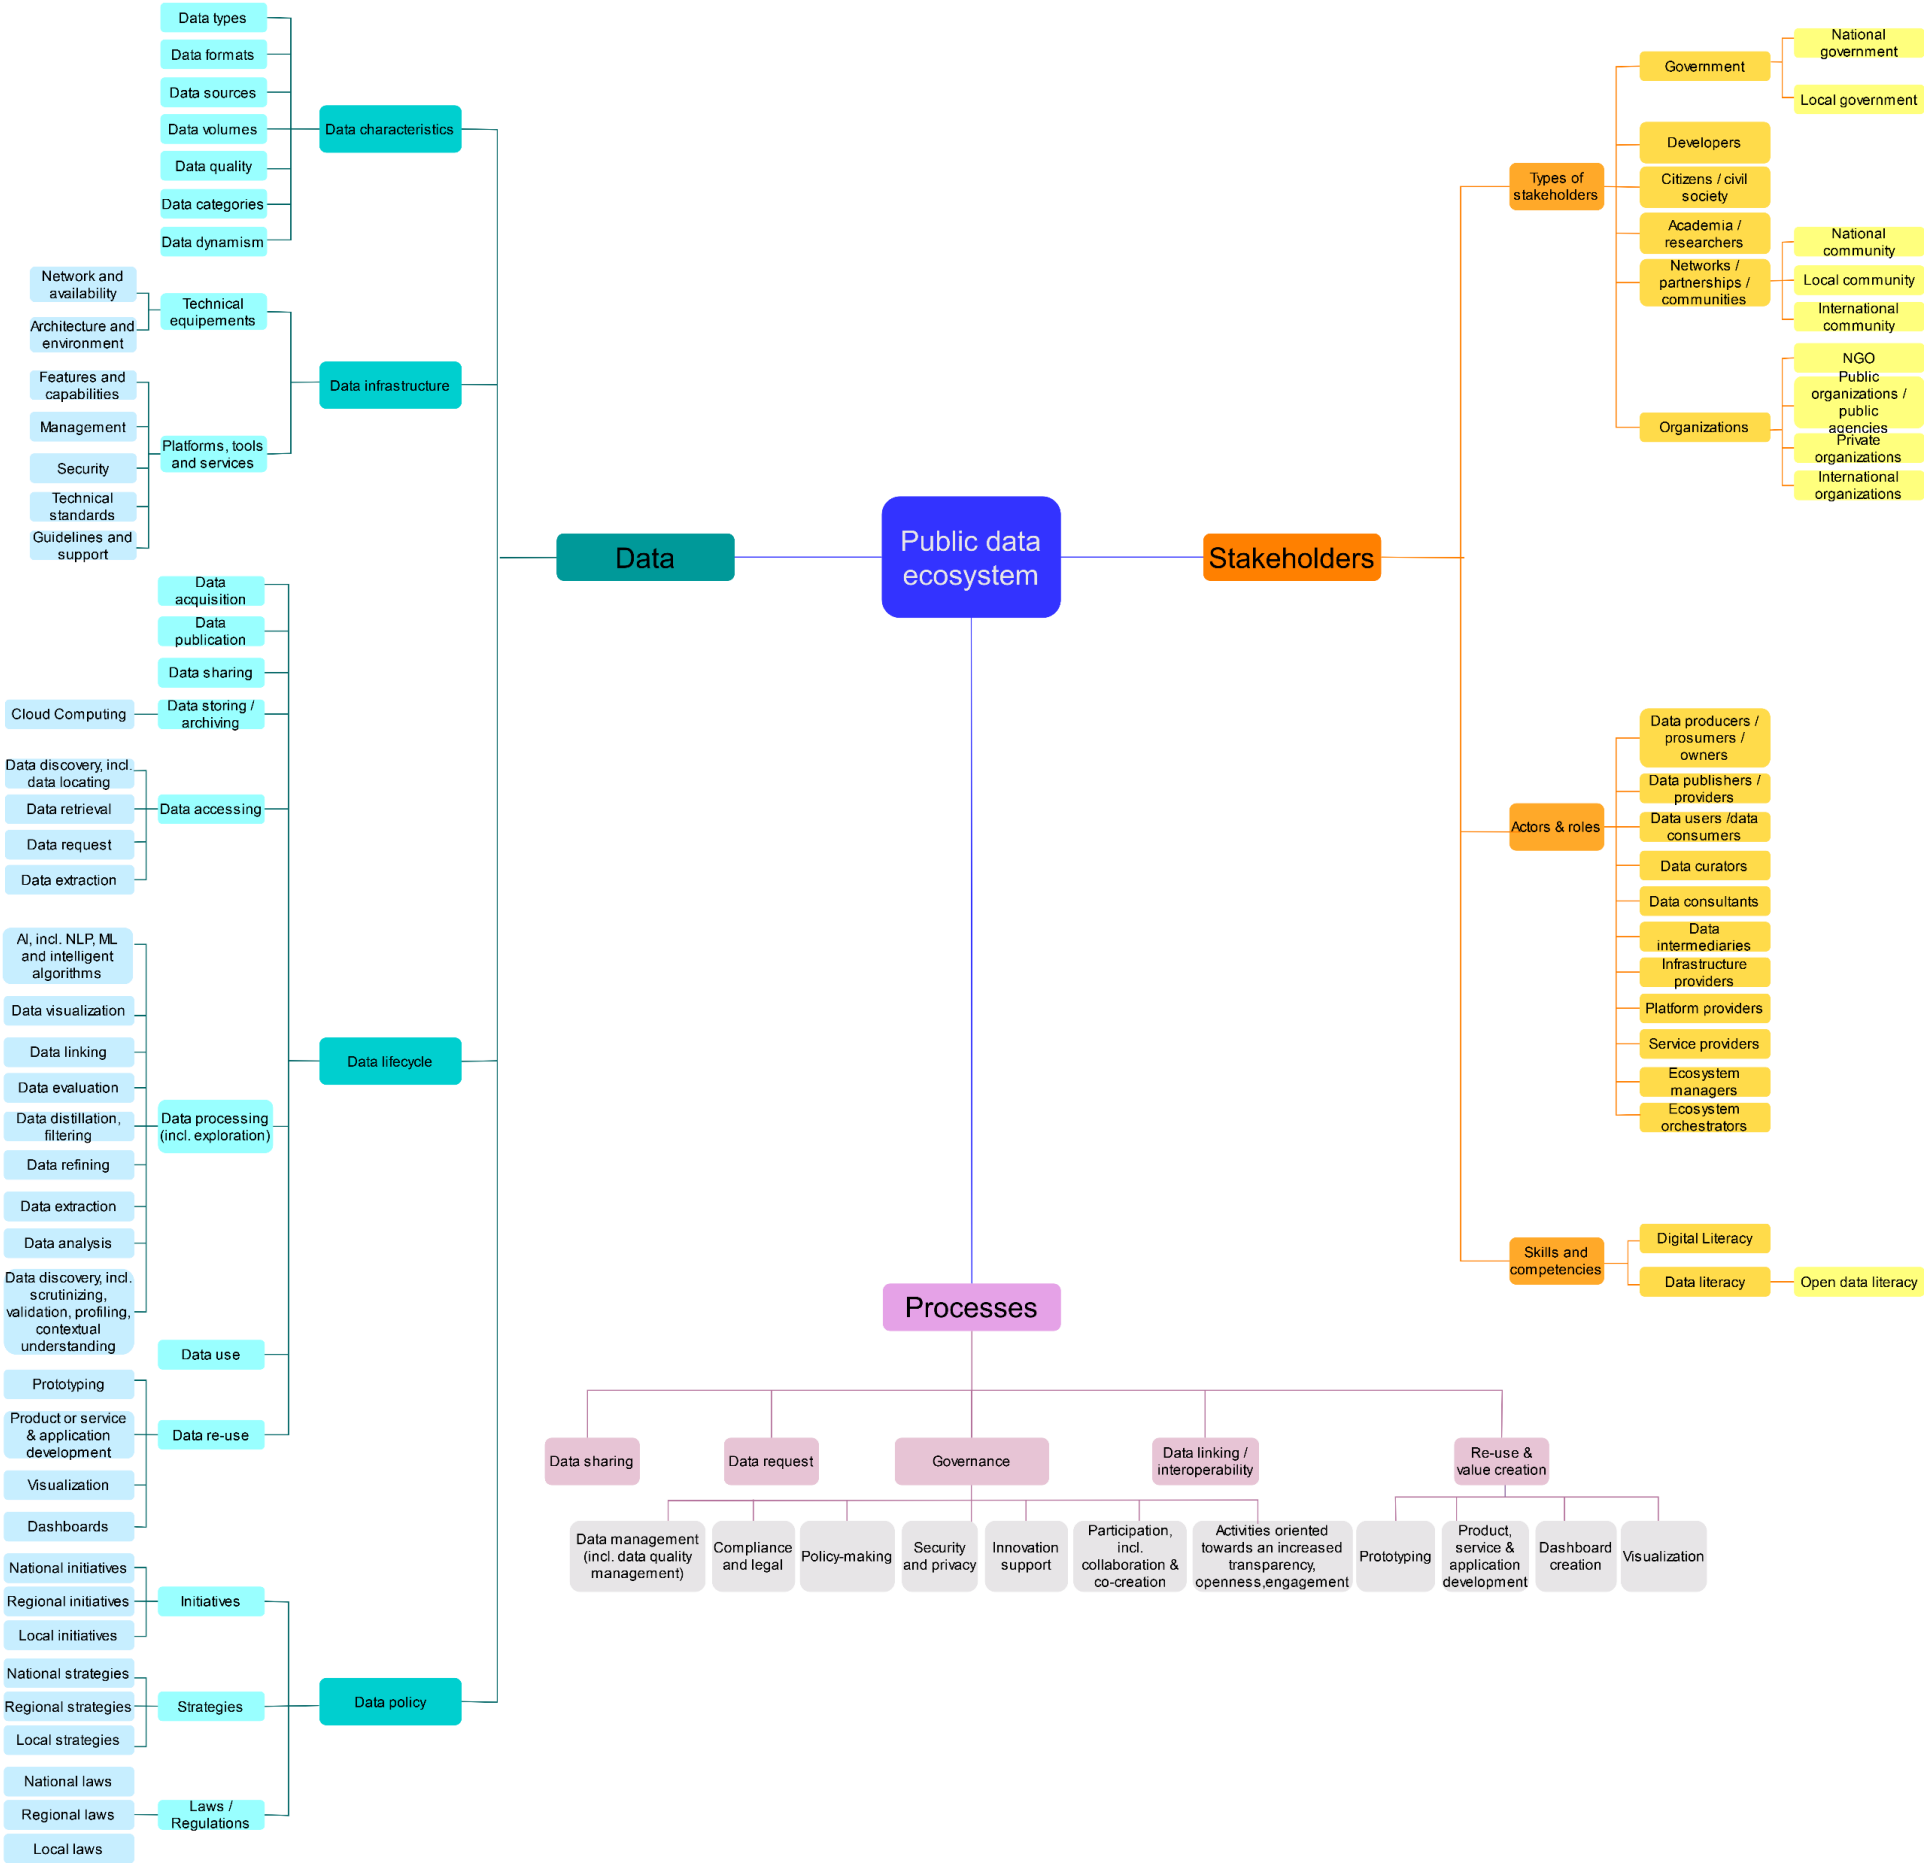 Data types
Data formats
Data sources
Data volumes
Data quality
Data categories
Data dynamism
Data characteristics
Network and
availability
Architecture and
environment
Technical
equipements
Features and
capabilities
Management
Security
Technical
standards
Guidelines and
support
Platforms, tools
and services
Data infrastructure
Data
acquisition
Data
publication
Data sharing
Cloud Computing
Data storing /
archiving
Data discovery, incl.
data locating
Data retrieval
Data request
Data extraction
Data accessing
AI, incl. NLP, ML
and intelligent
algorithms
Data visualization
Data linking
Data evaluation
Data distillation,
filtering
Data refining
Data extraction
Data analysis
Data discovery, incl.
scrutinizing,
validation, profiling,
contextual
understanding
Data processing
(incl. exploration)
Data use
Prototyping
Product or service
& application
development
Visualization
Dashboards
Data re-use
Data lifecycle
National initiatives
Regional initiatives
Local initiatives
Initiatives
National strategies
Regional strategies
Local strategies
Strategies
National laws
Regional laws
Local laws
Laws /
Regulations
Data policy
Data
Public data
ecosystem
Stakeholders
Types of
stakeholders
Government
National
government
Local government
Developers
Citizens / civil
society
Academia /
researchers
Networks /
partnerships /
communities
National
community
Local community
International
community
Organizations
NGO
Public
organizations /
public
agencies
Private
organizations
International
organizations
Actors & roles
Data producers /
prosumers /
owners
Data publishers /
providers
Data users /data
consumers
Data curators
Data consultants
Data
intermediaries
Infrastructure
providers
Platform providers
Service providers
Ecosystem
managers
Ecosystem
orchestrators
Skills and
competencies
Digital Literacy
Data literacy
Open data literacy
Processes
Data sharing
Data request
Governance
Data linking /
interoperability
Re-use &
value creation
Data management
(incl. data quality
management)
Compliance
and legal
Policy-making
Security
and privacy
Innovation
support
Participation,
incl.
collaboration &
co-creation
Activities oriented
towards an increased
transparency,
openness,engagement
Prototyping
Product,
service &
application
development
Dashboard
creation
Visualization